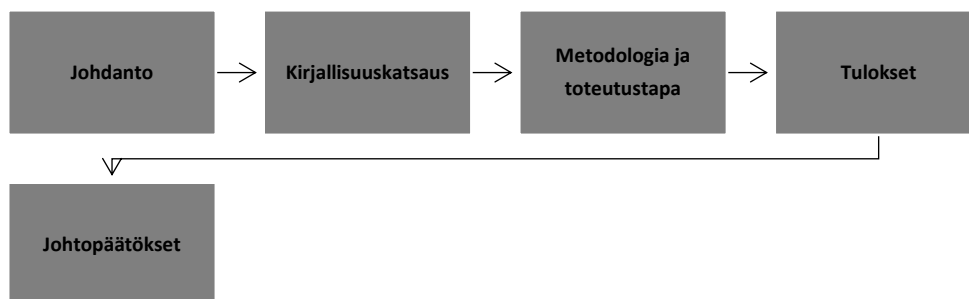 Johdanto
Kirjallisuuskatsaus
Metodologia ja
toteutustapa
Tulokset
Johtopäätökset